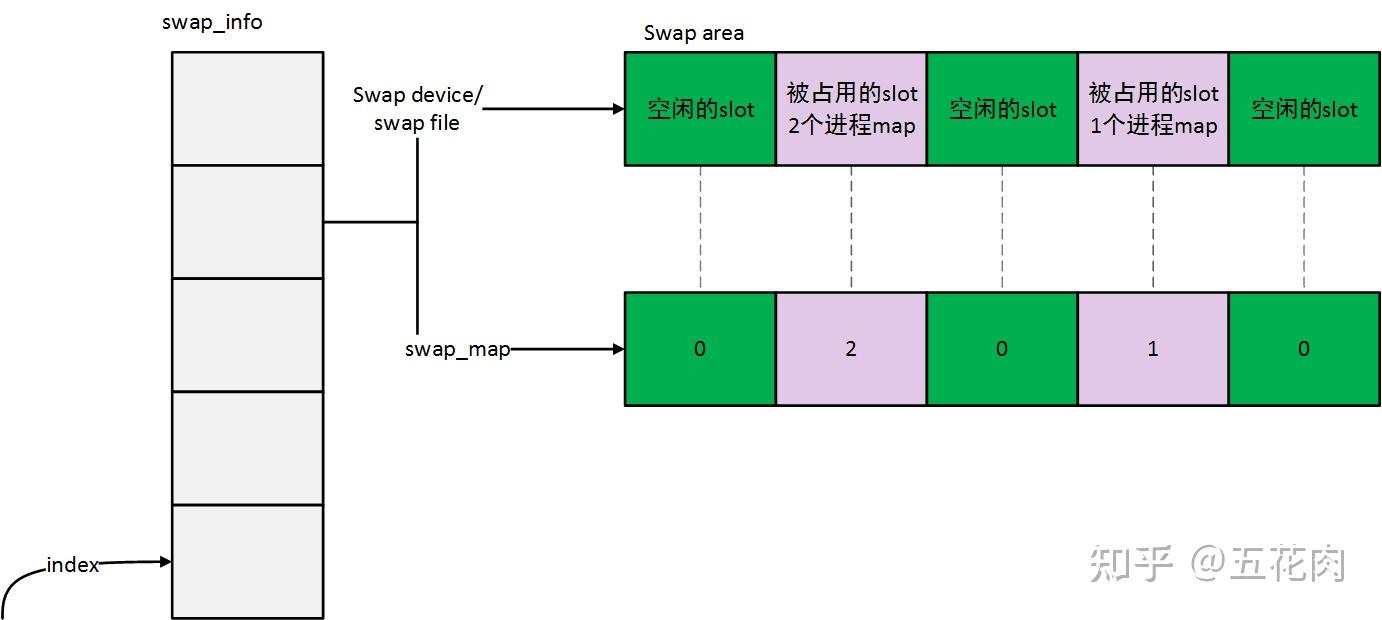 swap_info
Swap area
Swap device/
swap file
空闲的slot
被占用的slot
2个进程map
空闲的slot
被占用的slot
1个进程map
空闲的slot
swap_map
0
2
0
1
0
index
知乎 @五花肉